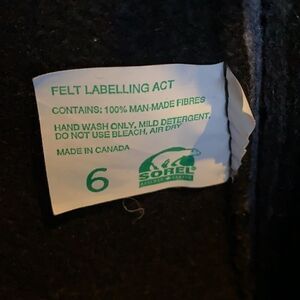 FELT LABELLING ACT
CONTAINS: 100% MAN-MADE FIBRES
HAND WASH ONLY, MILD DETERGENT,
DO NOT USE BLEACH, AIR DRY
MADE IN CANADA
6
SOREL